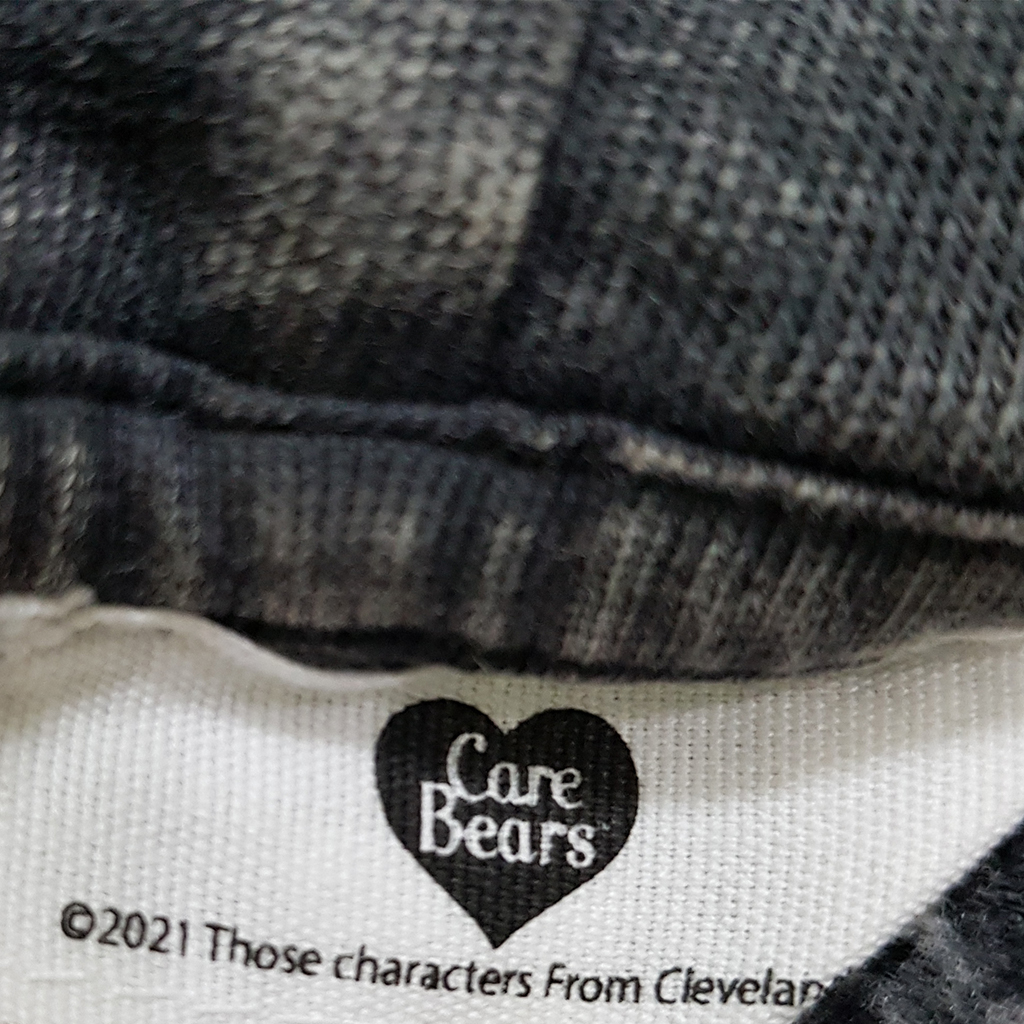 Care
Bears
©2021 Those characters From